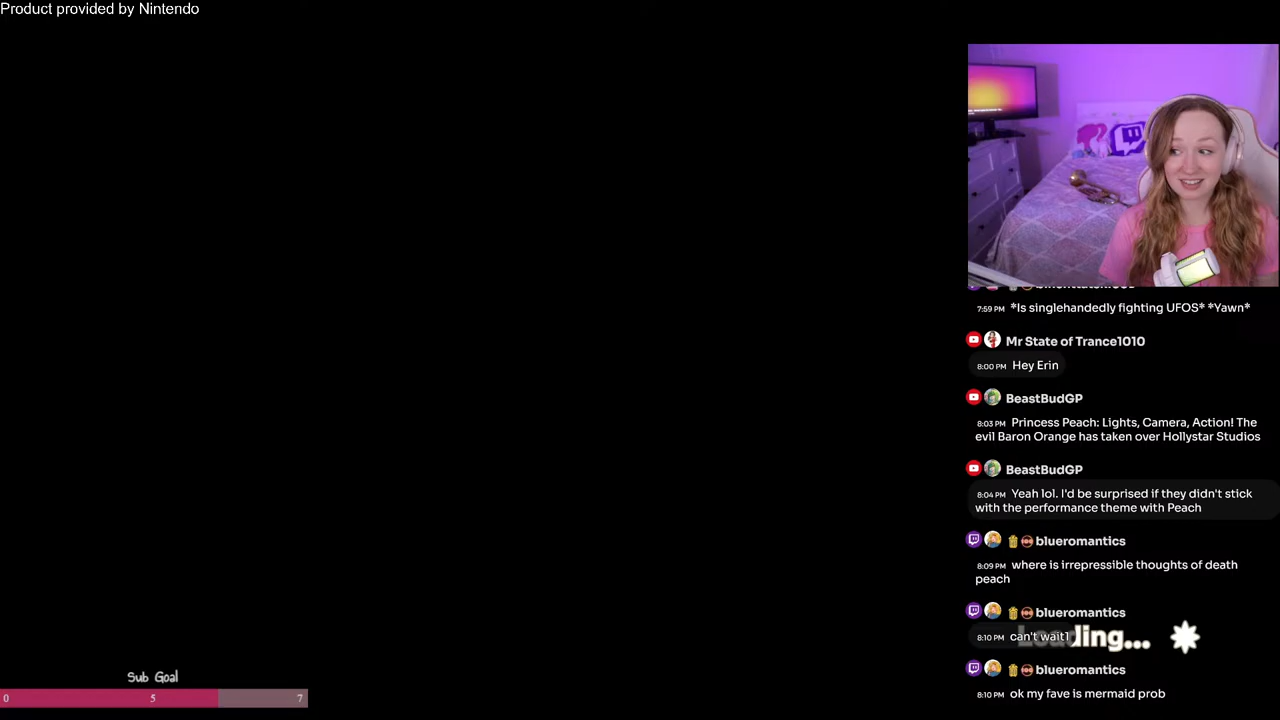 Product provided by Nintendo
7:59 PM *Is singlehandedly fighting UFOS* *Yawn*
Mr State of Trance1010
8:00 PM Hey Erin
BeastBudGP
8:03 PM Princess Peach: Lights, Camera, Action! The
evil Baron Orange has taken over Hollystar Studios
BeastBudGP
8:04 PM Yeah lol. I'd be surprised if they didn't stick
with the performance theme with Peach
blueromantics
8:09 PM where is irrepressible thoughts of death
peach
blueromantics
8:10 PM can't wait1
Loading...
blueromantics
8:10 PM ok my fave is mermaid prob
Sub Goal
0 5 7